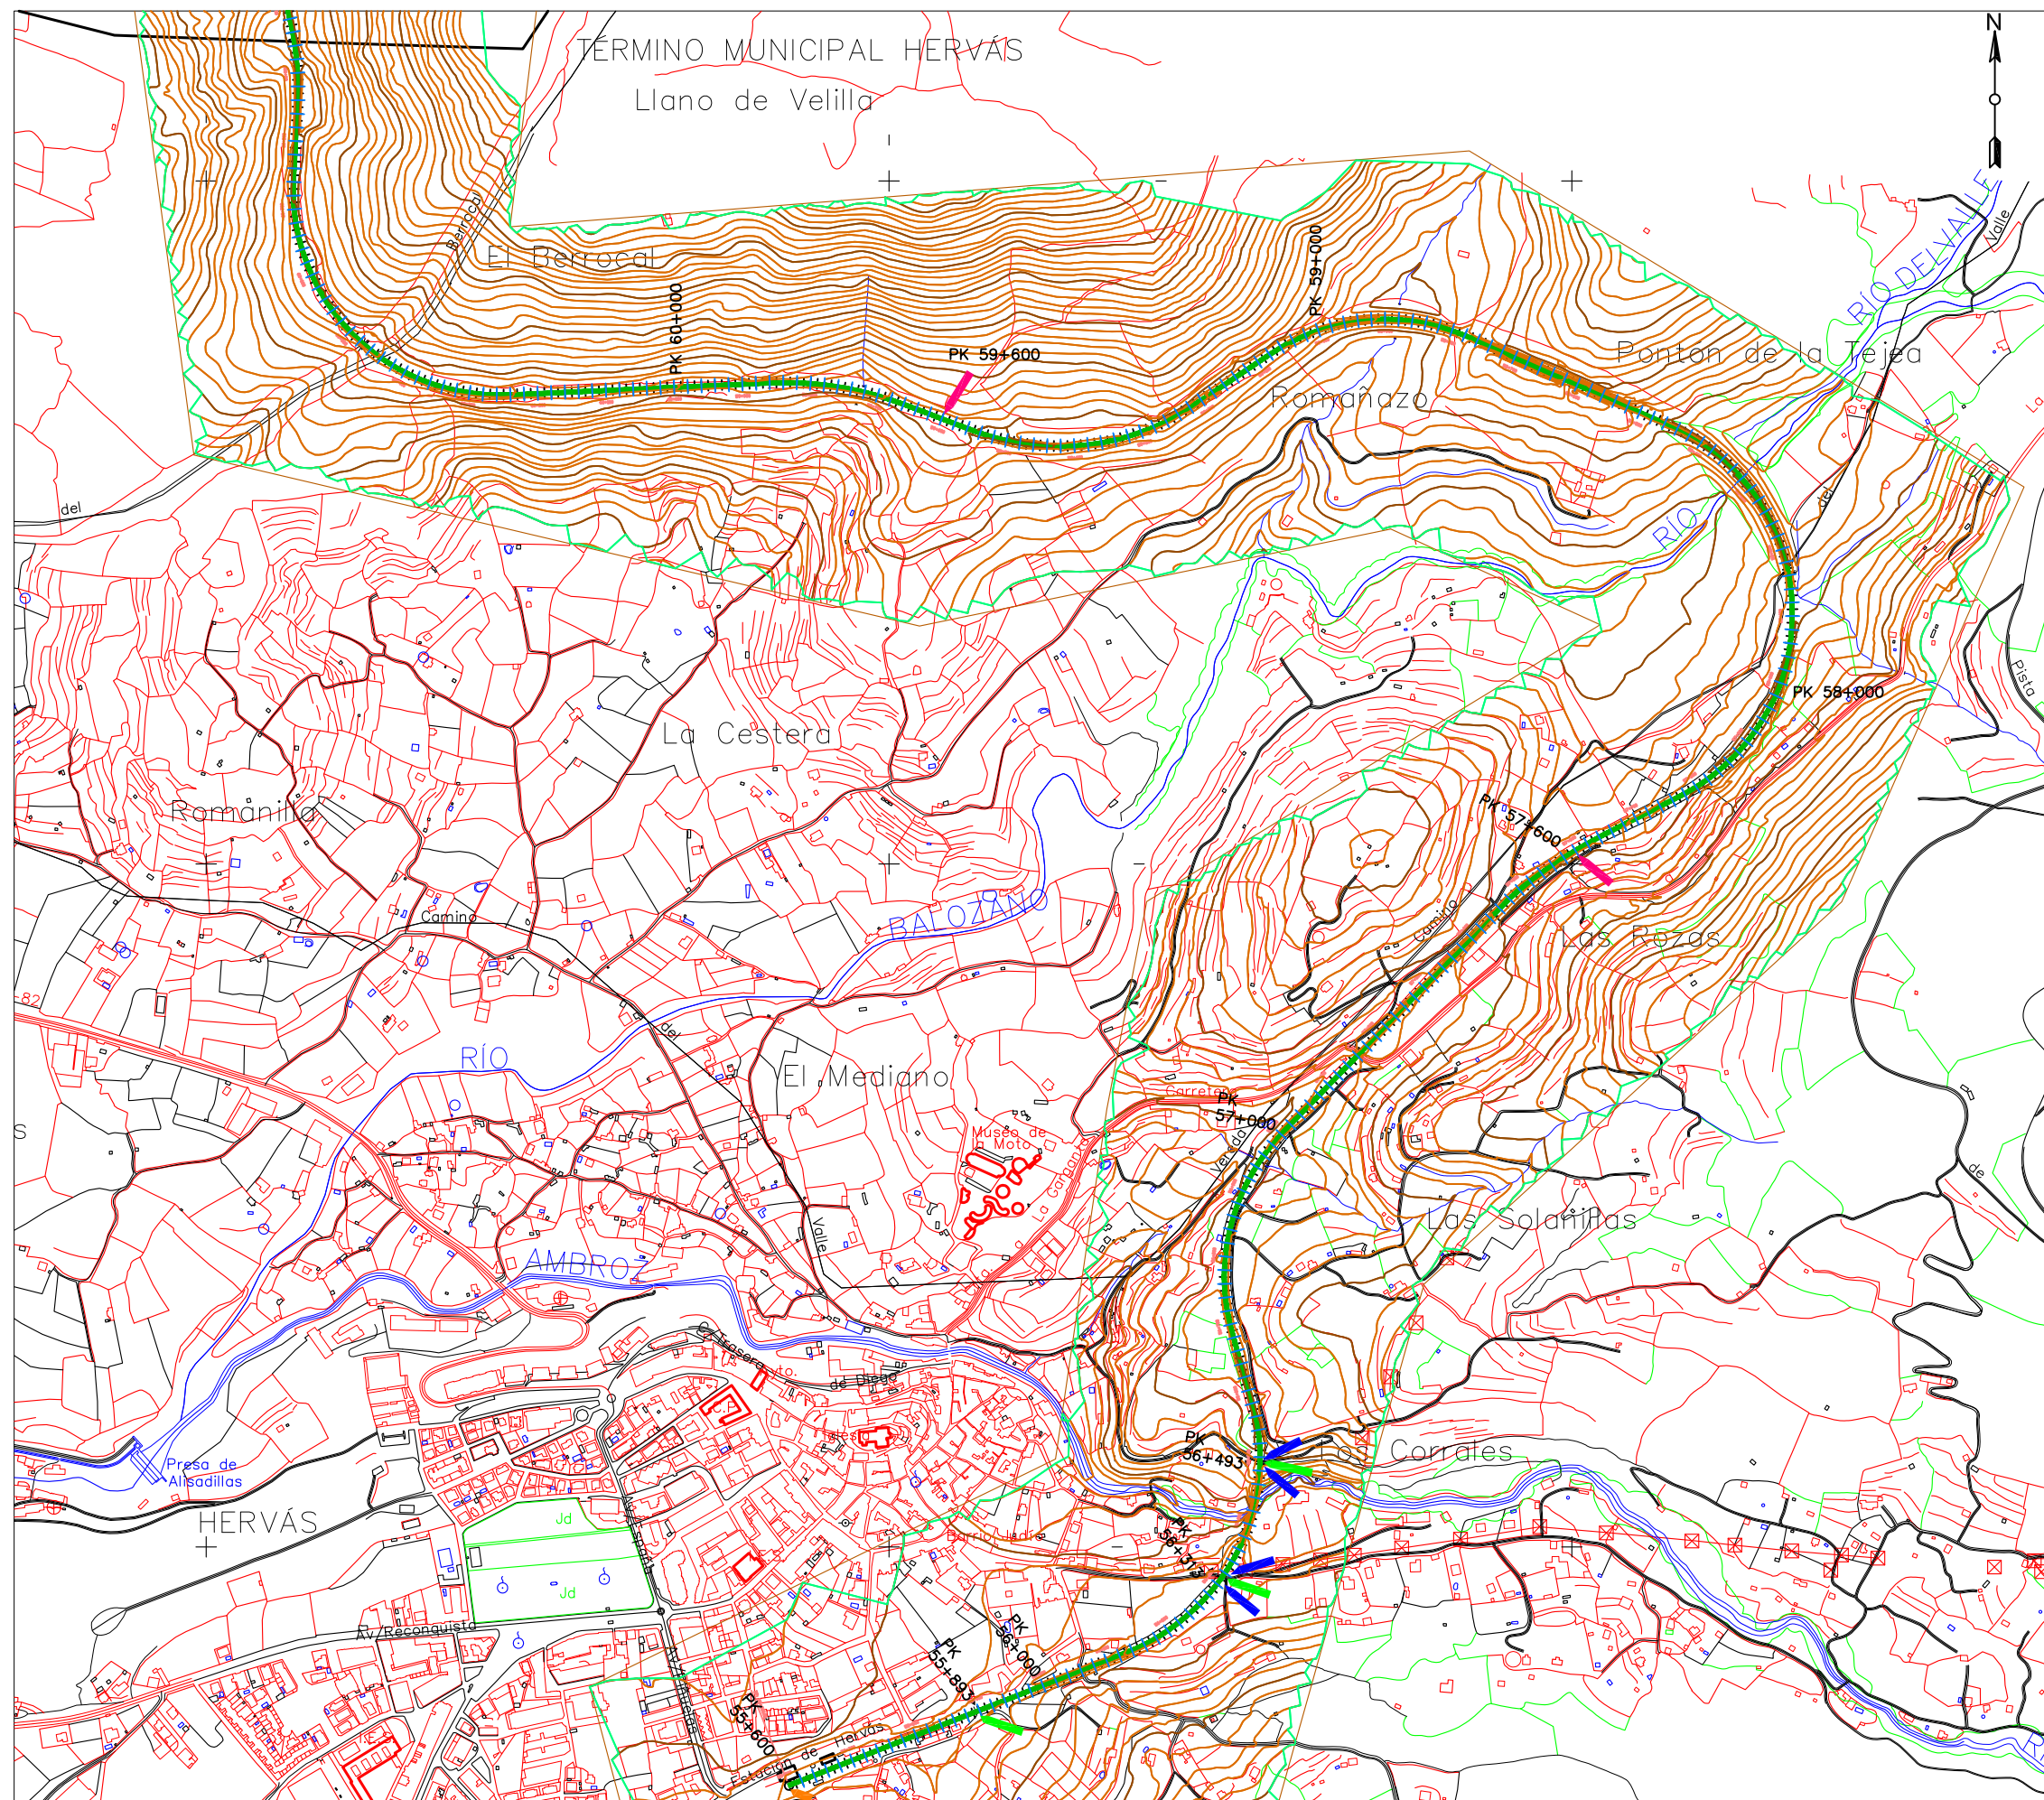 N
TÉRMINO MUNICIPAL HERVÁS
Llano de Velilla
RÍO DEL VALLE
Valle
Berrocal
El Berrocal
PK 59+000
PK 60+000
PK 59+600
Pontón de la Tejea
Romañazo
del
del
RÍO
Pista
PK 58+000
La Cestera
Romanilla
PK 57+600
BALOZANO
Camino
Camino
Las Rozas
-82
del
RÍO
El Mediano
Carretera
PK
57+000
Museo de
la Moto
Vereda
La Garganta
de
Las Solanillas
Valle
AMBROZ
C/Trasera
de Diego
PK
56+493
Los Corrales
Presa de
Alisadillas
HERVÁS
Jd
Jd
PK
56+313
Av/Reconquista
PK
56+000
PK
55+893
PK
55+600
Estación de Hervás